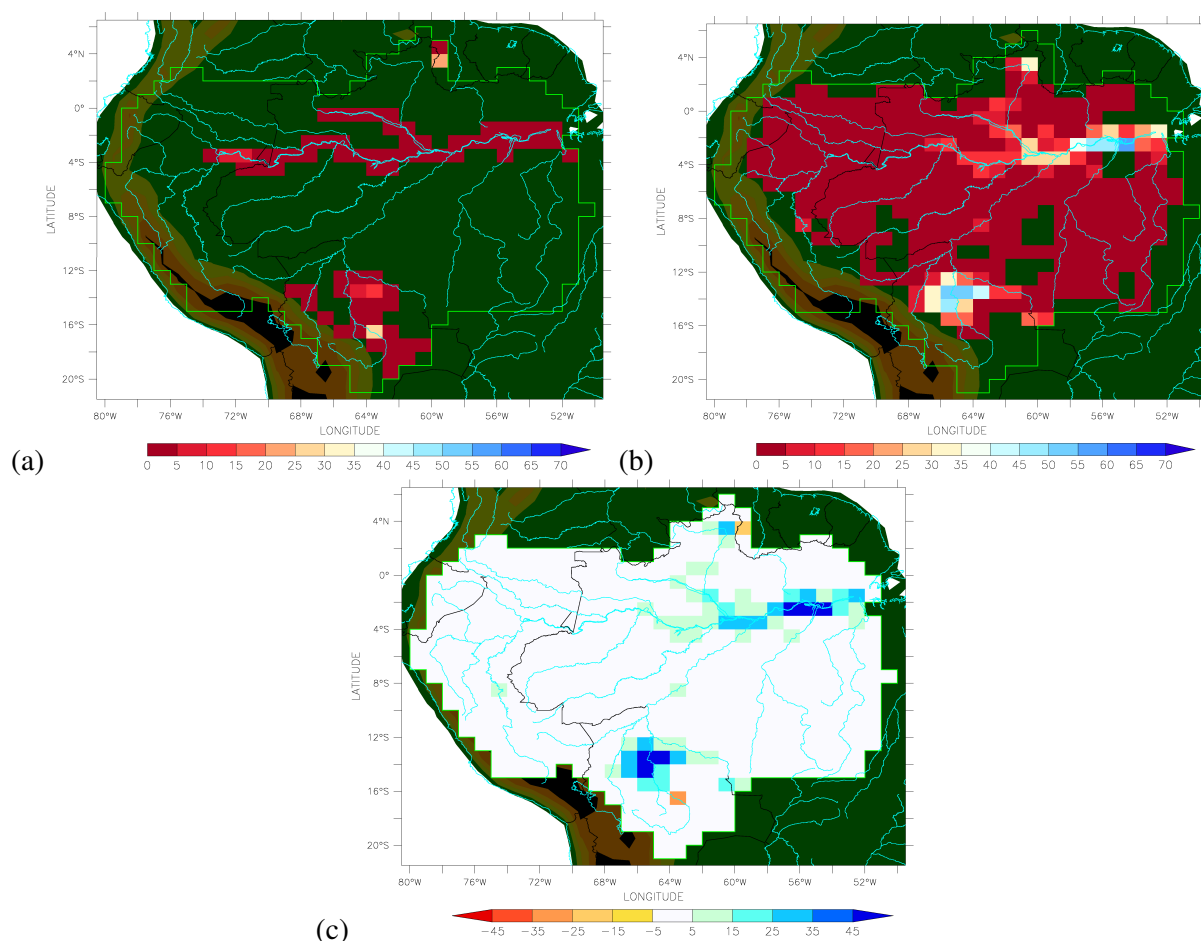 4°N
0°
4°S
8°S
12°S
16°S
20°S
LATITUDE
80°W 76°W 72°W 68°W 64°W 60°W 56°W 52°W
LONGITUDE
0 5 10 15 20 25 30 35 40 45 50 55 60 65 70
(a)
4°N
0°
4°S
8°S
12°S
16°S
20°S
LATITUDE
80°W 76°W 72°W 68°W 64°W 60°W 56°W 52°W
LONGITUDE
0 5 10 15 20 25 30 35 40 45 50 55 60 65 70
(b)
4°N
0°
4°S
8°S
12°S
16°S
20°S
LATITUDE
80°W 76°W 72°W 68°W 64°W 60°W 56°W 52°W
LONGITUDE
-45 -35 -25 -15 -5 5 15 25 35 45
(c)